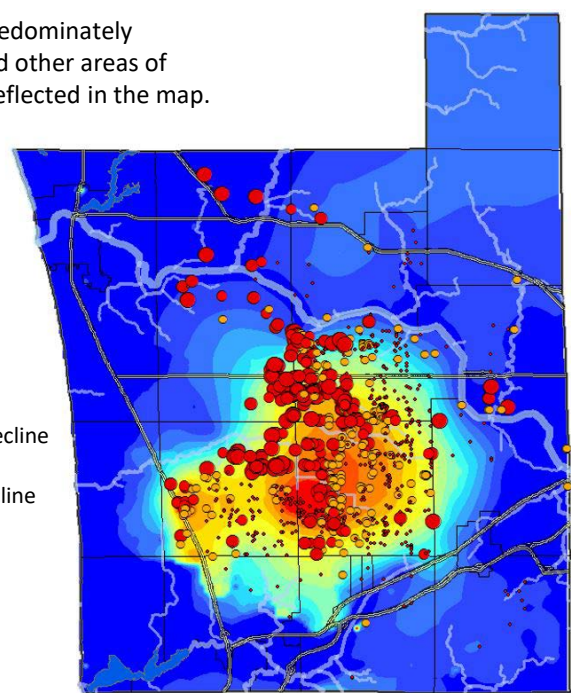 edominately
d other areas of
eflected in the map.
ecline
line